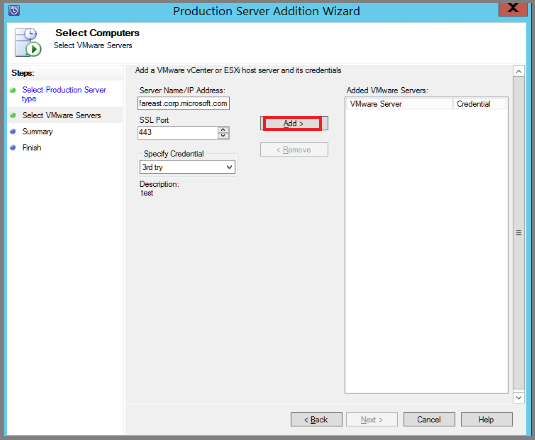 Production Server Addition Wizard
X
Select Computers
Select VMware Servers
Steps:
Select Production Server
type
Select VMware Servers
Summary
Finish
Add a VMware vCenter or ESXi host server and its credentials
Server Name/IP Address:
fareast.corp.microsoft.com
SSL Port
443
Specify Credential
3rd try
Description:
test
Add >
< Remove
Added VMware Servers:
VMware Server Credential
< Back Next > Cancel Help